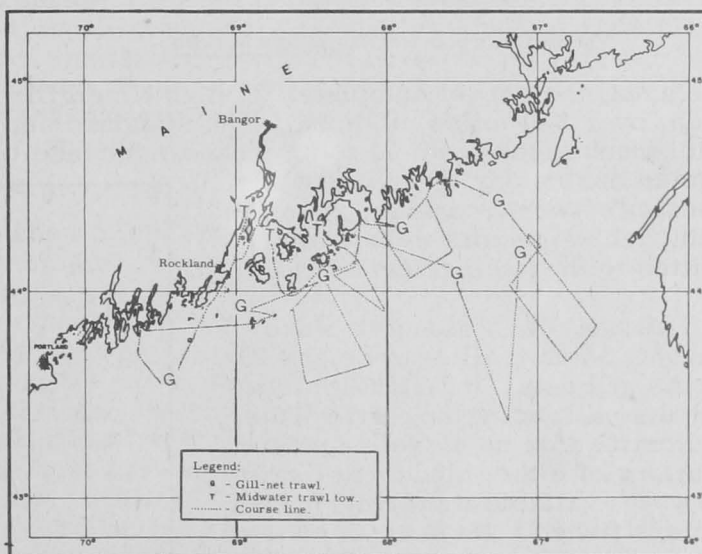 70° 69° 68° 67° 66°
45° 45°
MAINE
Bangor
T T T G G
Rockland
G G
44° 44°
G
PORTLAND
G
Legend:
G - Gill-net trawl.
T - Midwater trawl tow.
- Course line.
43° 43°
70° 69° 68° 67° 66°